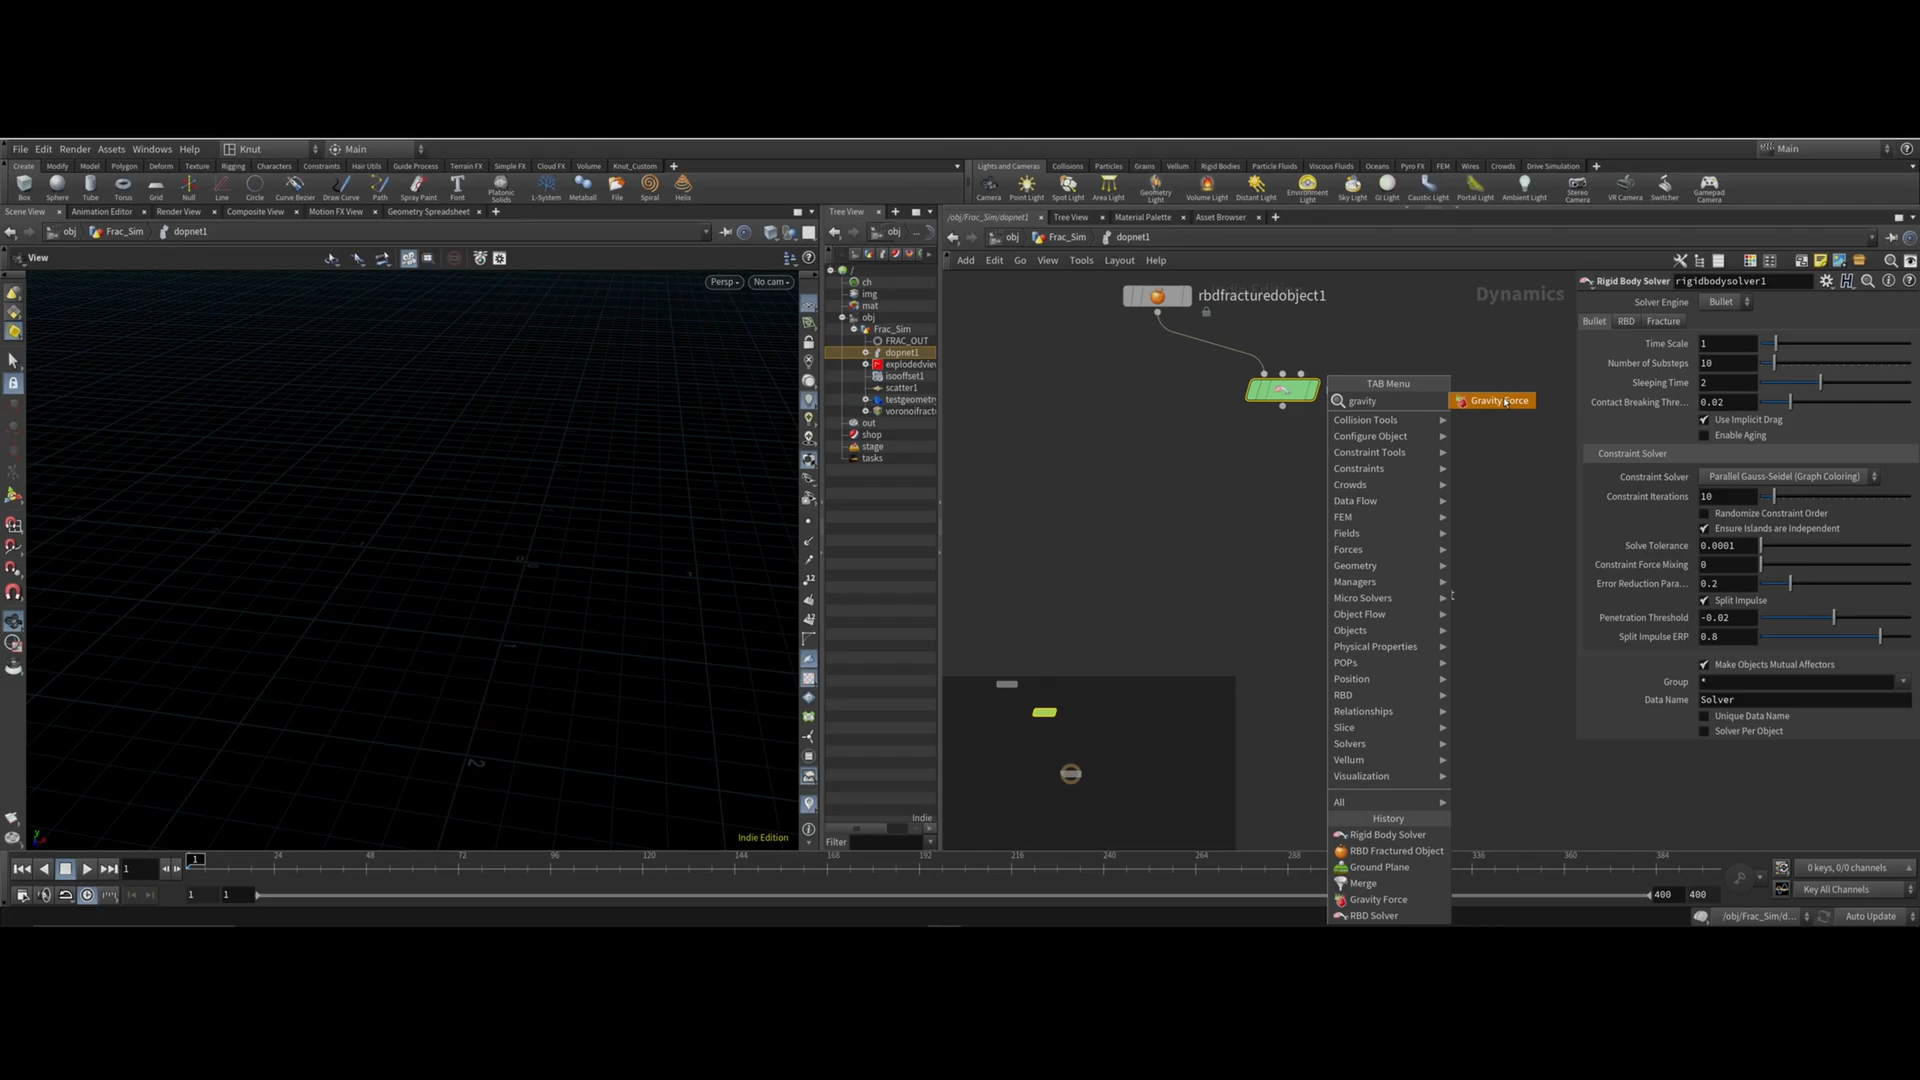 File Edit Render Assets Windows Help Knut Main Main
Create Modify Model Polygon Deform Texture Rigging Characters Constraints Hair Utils Guide Process Terrain FX Simple FX Cloud FX Volume Knut_Custom
Box Sphere Tube Torus Grid Null Line Circle Curve Bezier Draw Curve Path Spray Paint Font Platonic Solids L-System Metaball File Spiral Helix
Lights and Cameras Collisions Particles Grains Vellum Rigid Bodies Particle Fluids Viscous Fluids Oceans Pyro FX FEM Wires Crowds Drive Simulation
Camera Point Light Spot Light Area Light Geometry Light Volume Light Distant Light Environment Light Sky Light GI Light Caustic Light Portal Light Ambient Light Stereo Camera VR Camera Switcher Gamepad Camera
Scene View Animation Editor Render View Composite View Motion FX View Geometry Spreadsheet
obj Frac_Sim dopnet1
View
Persp No cam
2
Indie Edition
Tree View
obj ...
/
ch
img
mat
obj
Frac_Sim
FRAC_OUT
dopnet1
explodedview
isooffset1
scatter1
testgeometry
voronoifract
out
shop
stage
tasks
Indie
Filter
/obj/Frac_Sim/dopnet1 Tree View Material Palette Asset Browser
obj Frac_Sim dopnet1
Add Edit Go View Tools Layout Help
Indie Edition
Dynamics
rbdfracturedobject1
TAB Menu
gravity
Gravity Force
Collision Tools
Configure Object
Constraint Tools
Constraints
Crowds
Data Flow
FEM
Fields
Forces
Geometry
Managers
Micro Solvers
Object Flow
Objects
Physical Properties
POPs
Position
RBD
Relationships
Slice
Solvers
Vellum
Visualization
All
History
Rigid Body Solver
RBD Fractured Object
Ground Plane
Merge
Gravity Force
RBD Solver
Rigid Body Solver rigidbodysolver1
Solver Engine Bullet
Bullet RBD Fracture
Time Scale 1
Number of Substeps 10
Sleeping Time 2
Contact Breaking Thre... 0.02
Use Implicit Drag
Enable Aging
Constraint Solver
Constraint Solver Parallel Gauss-Seidel (Graph Coloring)
Constraint Iterations 10
Randomize Constraint Order
Ensure Islands are Independent
Solve Tolerance 0.0001
Constraint Force Mixing 0
Error Reduction Para... 0.2
Split Impulse
Penetration Threshold -0.02
Split Impulse ERP 0.8
Make Objects Mutual Affectors
Group *
Data Name Solver
Unique Data Name
Solver Per Object
1 1 24 48 72 96 120 144 168 192 216 240 264 288 336 360 384
0 keys, 0/0 channels
1 1 400 400
Key All Channels
/obj/Frac_Sim/d... Auto Update